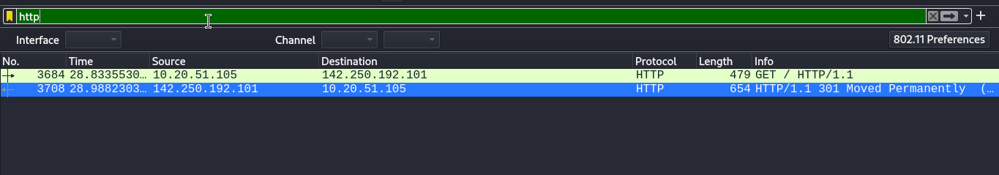 http
Interface Channel 802.11 Preferences
No. Time Source Destination Protocol Length Info
3684 28.8335530… 10.20.51.105 142.250.192.101 HTTP 479 GET / HTTP/1.1
3708 28.9882303… 142.250.192.101 10.20.51.105 HTTP 654 HTTP/1.1 301 Moved Permanently (…